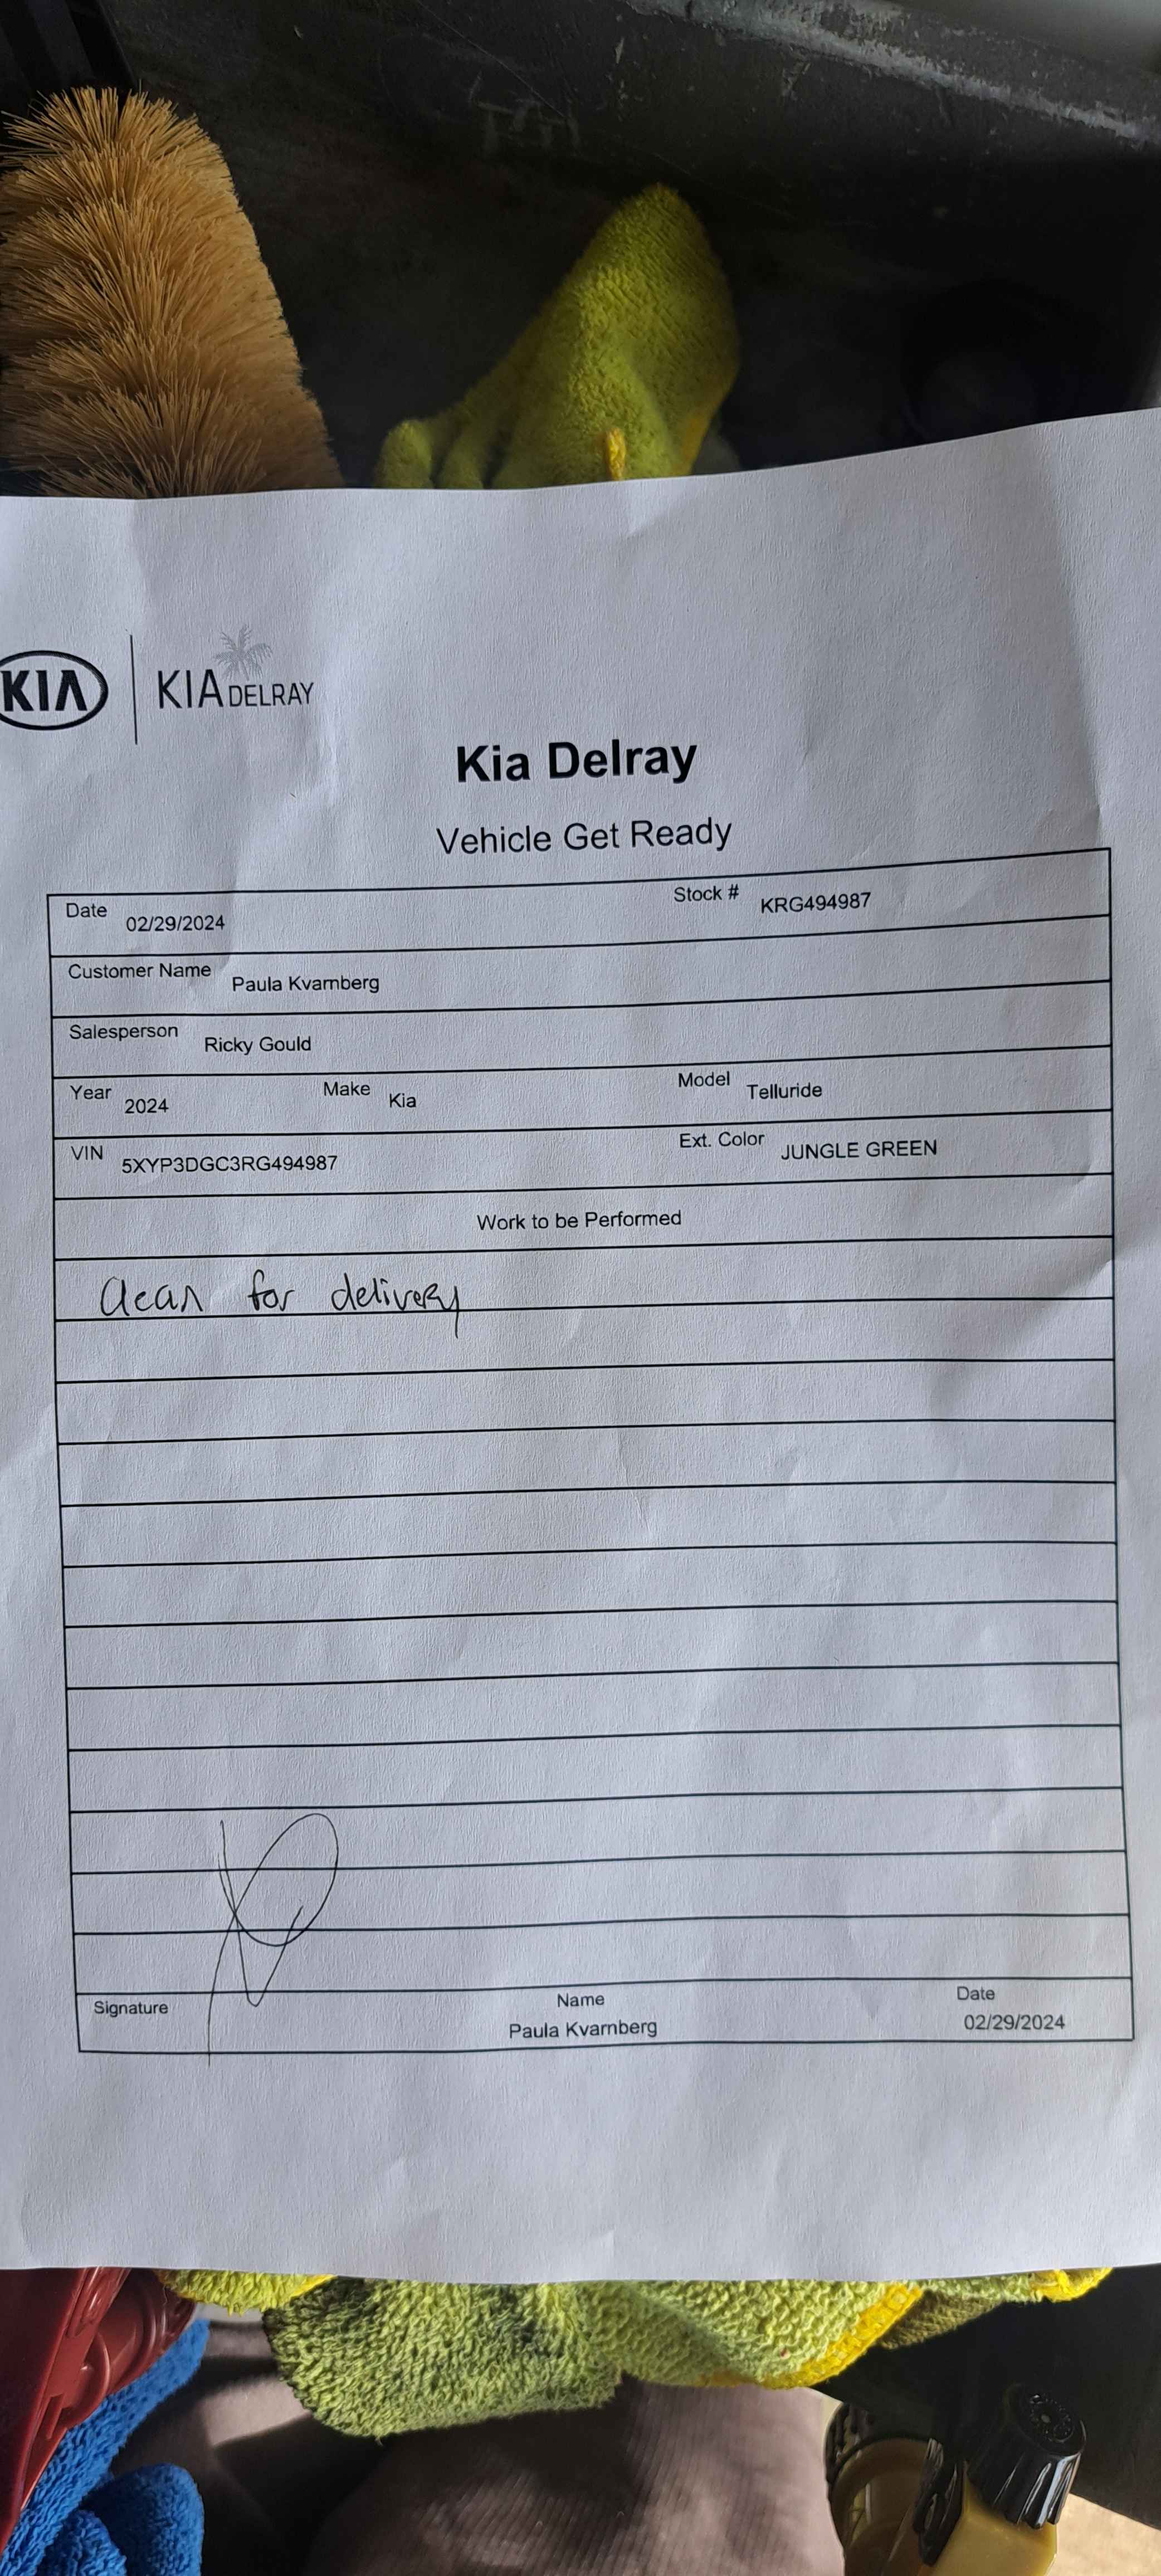 KIA KIA DELRAY
Kia Delray
Vehicle Get Ready
Date 02/29/2024 Stock # KRG494987
Customer Name Paula Kvarnberg
Salesperson Ricky Gould
Year 2024 Make Kia Model Telluride
VIN 5XYP3DGC3RG494987 Ext. Color JUNGLE GREEN
Work to be Performed
Clean for delivery
Signature Name Date
Paula Kvarnberg 02/29/2024